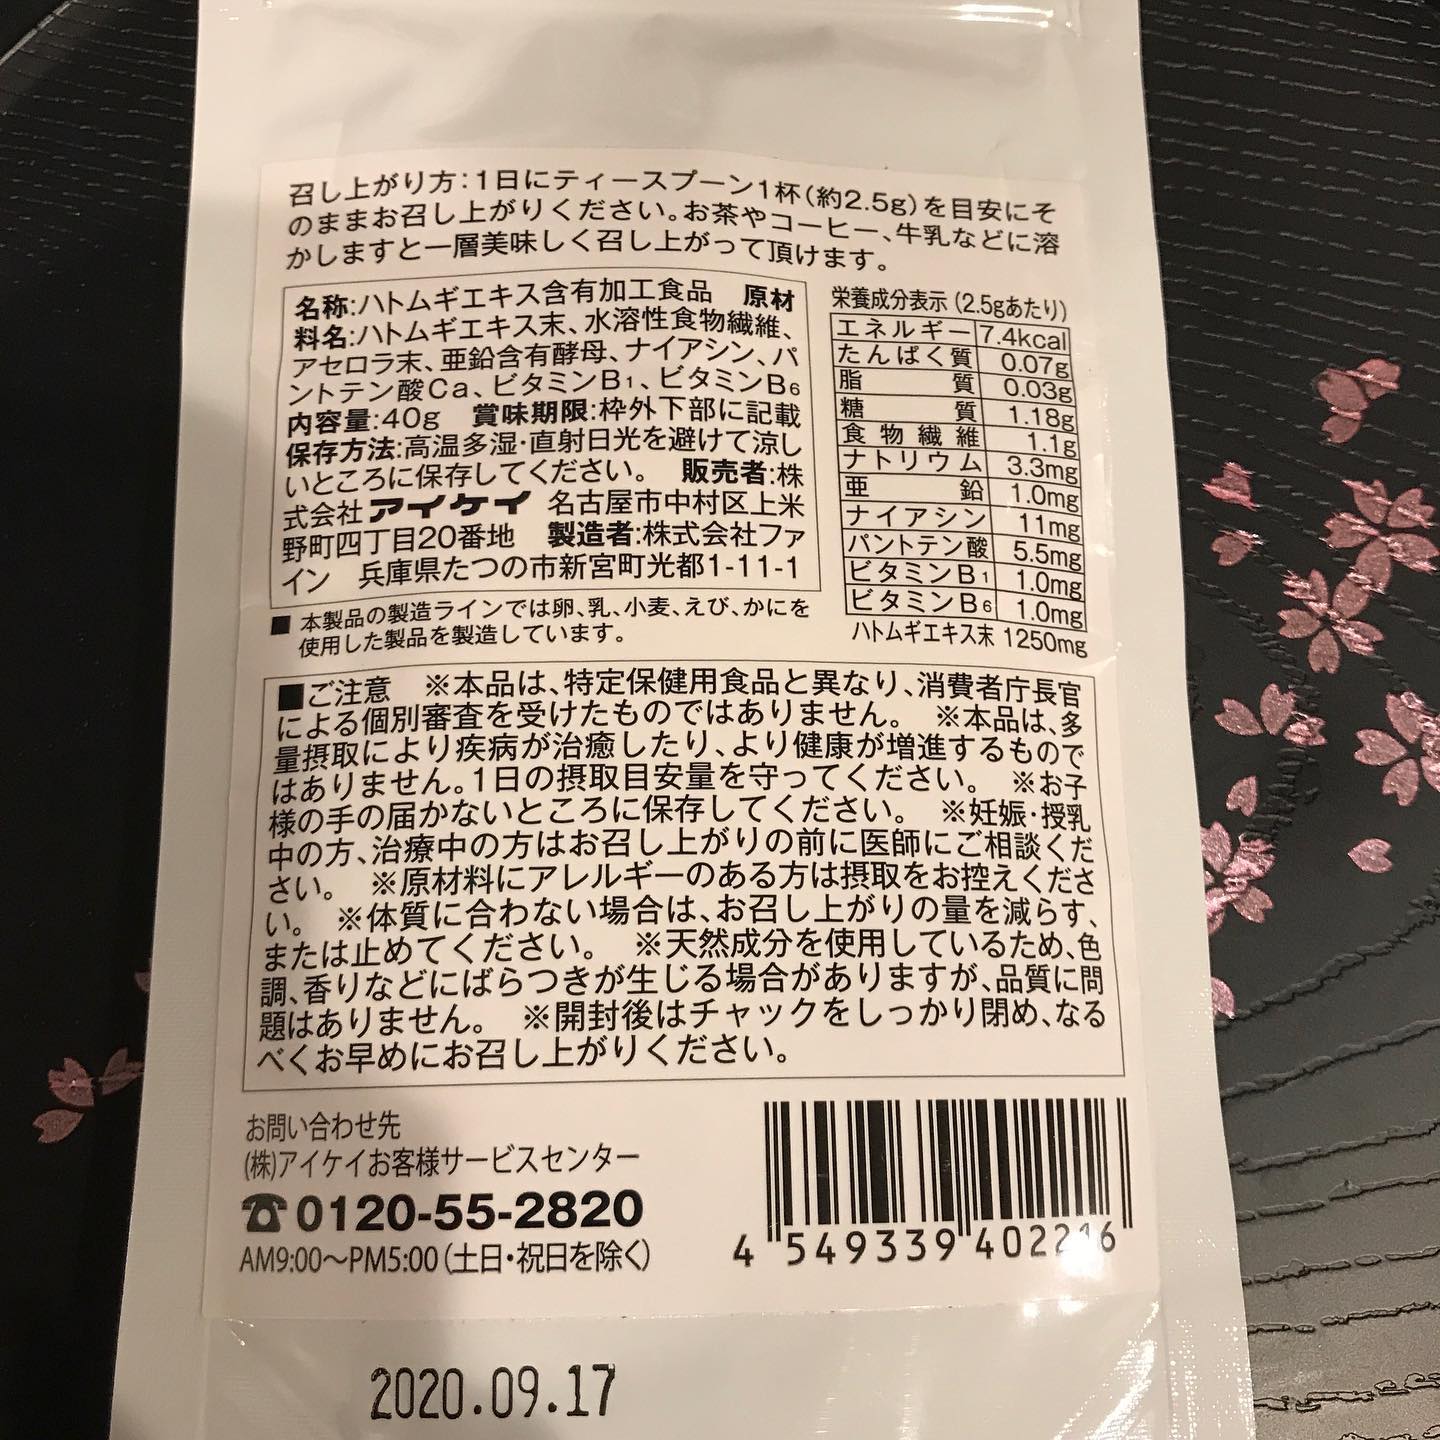 召し上がり方：1日にティースプーン1杯（約2.5g）を目安にそ
のままお召し上がりください。お茶やコーヒー、牛乳などに溶
かしますと一層美味しく召し上がって頂けます。
名称：ハトムギエキス含有加工食品　原材
料名：ハトムギエキス末、水溶性食物繊維、
アセロラ末、亜鉛含有酵母、ナイアシン、パ
ントテン酸Ca、ビタミンB1、ビタミンB6
内容量：40g　賞味期限：枠外下部に記載
保存方法：高温多湿・直射日光を避けて涼し
いところに保存してください。　販売者：株
式会社アイケイ　名古屋市中村区上米
野町四丁目20番地　製造者：株式会社ファ
イン　兵庫県たつの市新宮町光都1-11-1
■ 本製品の製造ラインでは卵、乳、小麦、えび、かにを
使用した製品を製造しています。
栄養成分表示（2.5gあたり）
エネルギー 7.4kcal
たんぱく質 0.07g
脂質 0.03g
糖質 1.18g
食物繊維 1.1g
ナトリウム 3.3mg
亜鉛 1.0mg
ナイアシン 11mg
パントテン酸 5.5mg
ビタミンB1 1.0mg
ビタミンB6 1.0mg
ハトムギエキス末 1250mg
■ご注意　※本品は、特定保健用食品と異なり、消費者庁長官
による個別審査を受けたものではありません。　※本品は、多
量摂取により疾病が治癒したり、より健康が増進するもので
はありません。1日の摂取目安量を守ってください。　※お子
様の手の届かないところに保存してください。　※妊娠・授乳
中の方、治療中の方はお召し上がりの前に医師にご相談くだ
さい。　※原材料にアレルギーのある方は摂取をお控えくださ
い。　※体質に合わない場合は、お召し上がりの量を減らす、
または止めてください。　※天然成分を使用しているため、色
調、香りなどにばらつきが生じる場合がありますが、品質に問
題はありません。　※開封後はチャックをしっかり閉め、なる
べくお早めにお召し上がりください。
お問い合わせ先
(株)アイケイお客様サービスセンター
☎0120-55-2820
AM9:00〜PM5:00（土日・祝日を除く）
4 549339 402216
2020.09.17